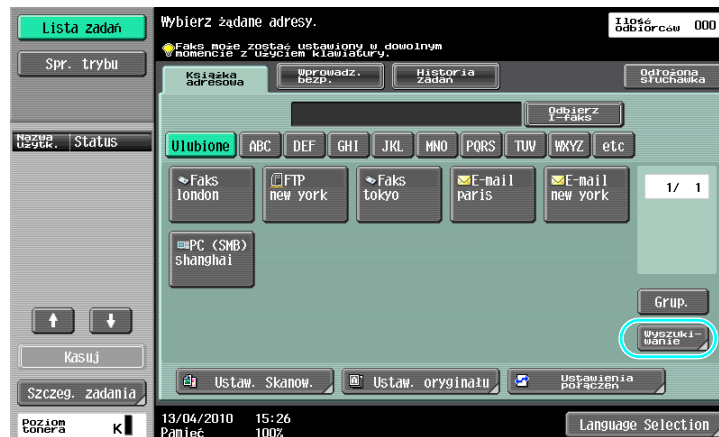 Lista zadań
Spr. trybu
Nazwa użytk.
Status
Kasuj
Szczeg. zadania
Poziom tonera
K
Wybierz żądane adresy.
Faks może zostać ustawiony w dowolnym
momencie z użyciem klawiatury.
Ilość odbiorców
000
Książka adresowa
Wprowadz. bezp.
Historia zadań
Odłożona słuchawka
Odbierz I-faks
Ulubione
ABC
DEF
GHI
JKL
MNO
PQRS
TUV
WXYZ
etc
Faks
london
FTP
new york
Faks
tokyo
E-mail
paris
E-mail
new york
1/ 1
PC (SMB)
shanghai
Grup.
Wyszuki-
wanie
Ustaw. Skanow.
Ustaw. oryginału
Ustawienia połączeń
13/04/2010 15:26
Pamięć 100%
Language Selection